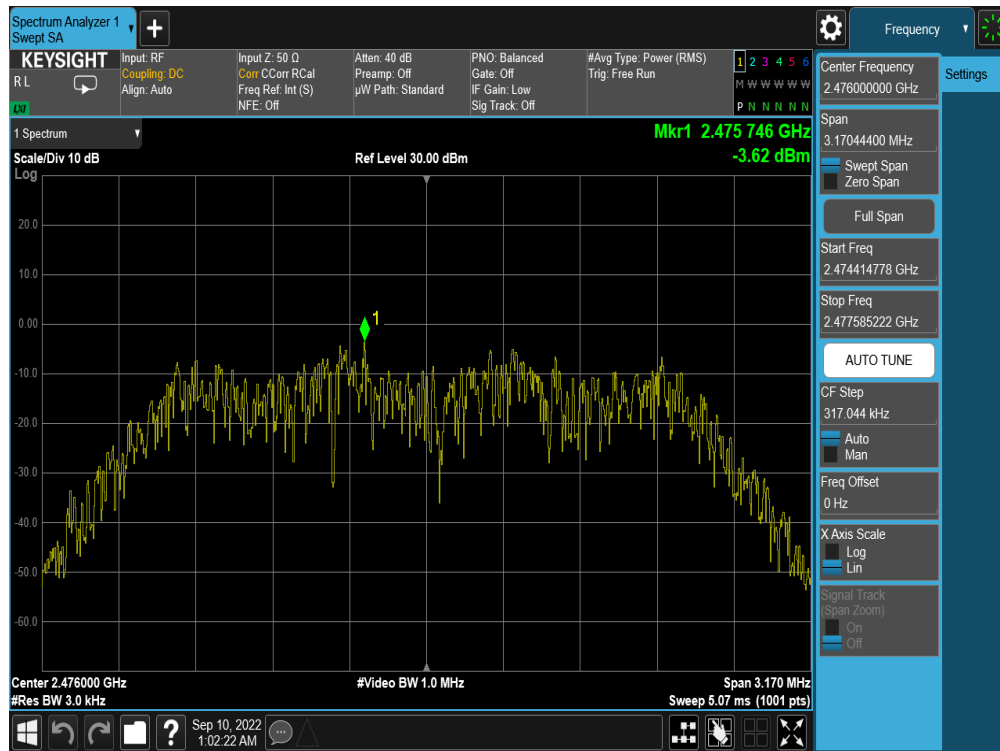 Spectrum Analyzer 1
Swept SA
+
Frequency
KEYSIGHT
R L
LXI
Input: RF
Coupling: DC
Align: Auto
Input Z: 50 Ω
Corr CCorr RCal
Freq Ref: Int (S)
NFE: Off
Atten: 40 dB
Preamp: Off
µW Path: Standard
PNO: Balanced
Gate: Off
IF Gain: Low
Sig Track: Off
#Avg Type: Power (RMS)
Trig: Free Run
1 2 3 4 5 6
M W W W W W
P N N N N N
1 Spectrum
Scale/Div 10 dB
Log
Ref Level 30.00 dBm
Mkr1 2.475 746 GHz
-3.62 dBm
20.0
10.0
0.00
-10.0
-20.0
-30.0
-40.0
-50.0
-60.0
1
Center 2.476000 GHz
#Res BW 3.0 kHz
#Video BW 1.0 MHz
Span 3.170 MHz
Sweep 5.07 ms (1001 pts)
Center Frequency
2.476000000 GHz
Settings
Span
3.17044400 MHz
Swept Span
Zero Span
Full Span
Start Freq
2.474414778 GHz
Stop Freq
2.477585222 GHz
AUTO TUNE
CF Step
317.044 kHz
Auto
Man
Freq Offset
0 Hz
X Axis Scale
Log
Lin
Signal Track
(Span Zoom)
On
Off
?
Sep 10, 2022
1:02:22 AM